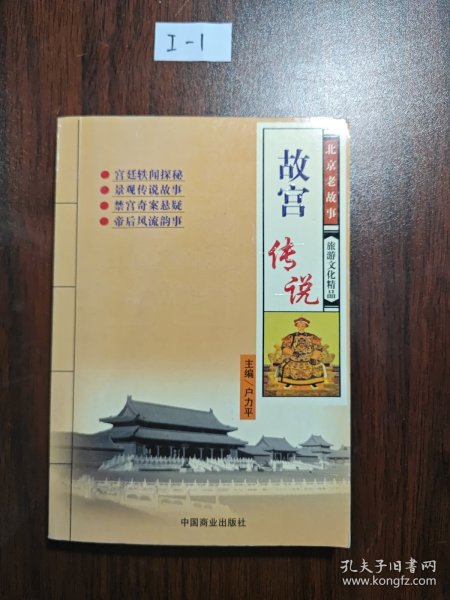 I-1
北京老故事
旅游文化精品
故宫
传说
宫廷轶闻探秘
景观传说故事
禁宫奇案悬疑
帝后风流韵事
主编／户力平
中国商业出版社
孔夫子旧书网
www.kongfz.com